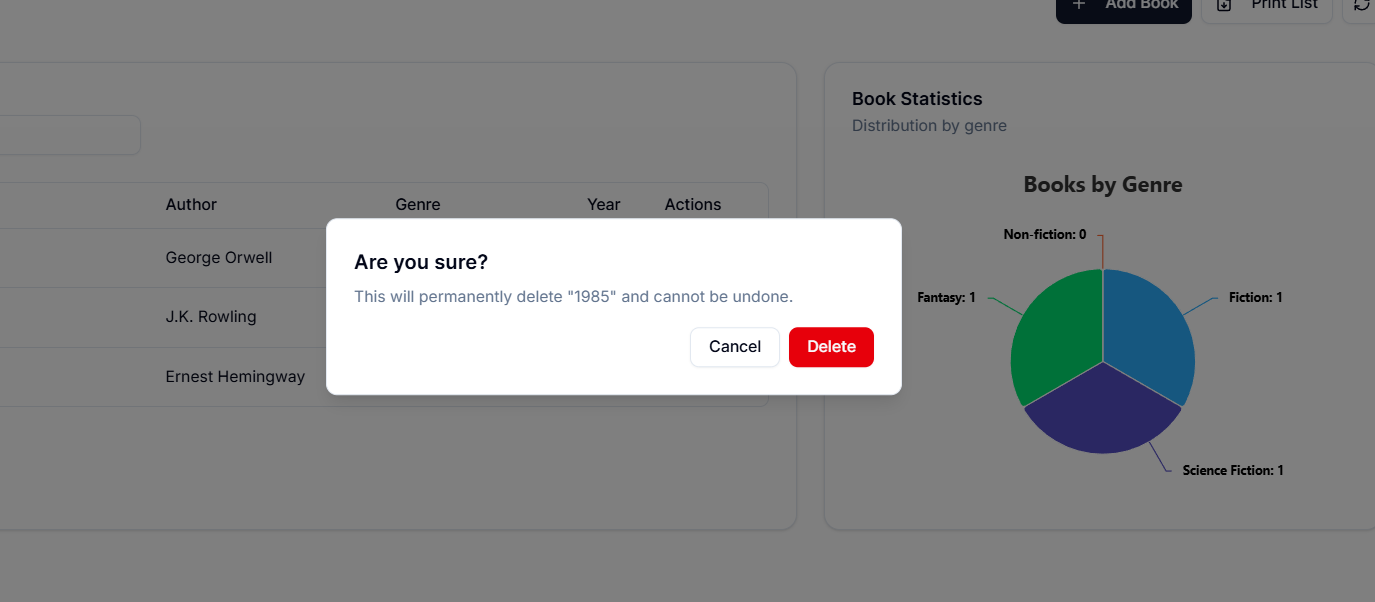 Add Book
Print List
Book Statistics
Distribution by genre
Author Genre Year Actions
George Orwell
J.K. Rowling
Ernest Hemingway
Are you sure?
This will permanently delete "1985" and cannot be undone.
Cancel Delete
Books by Genre
Non-fiction: 0
Fantasy: 1
Fiction: 1
Science Fiction: 1